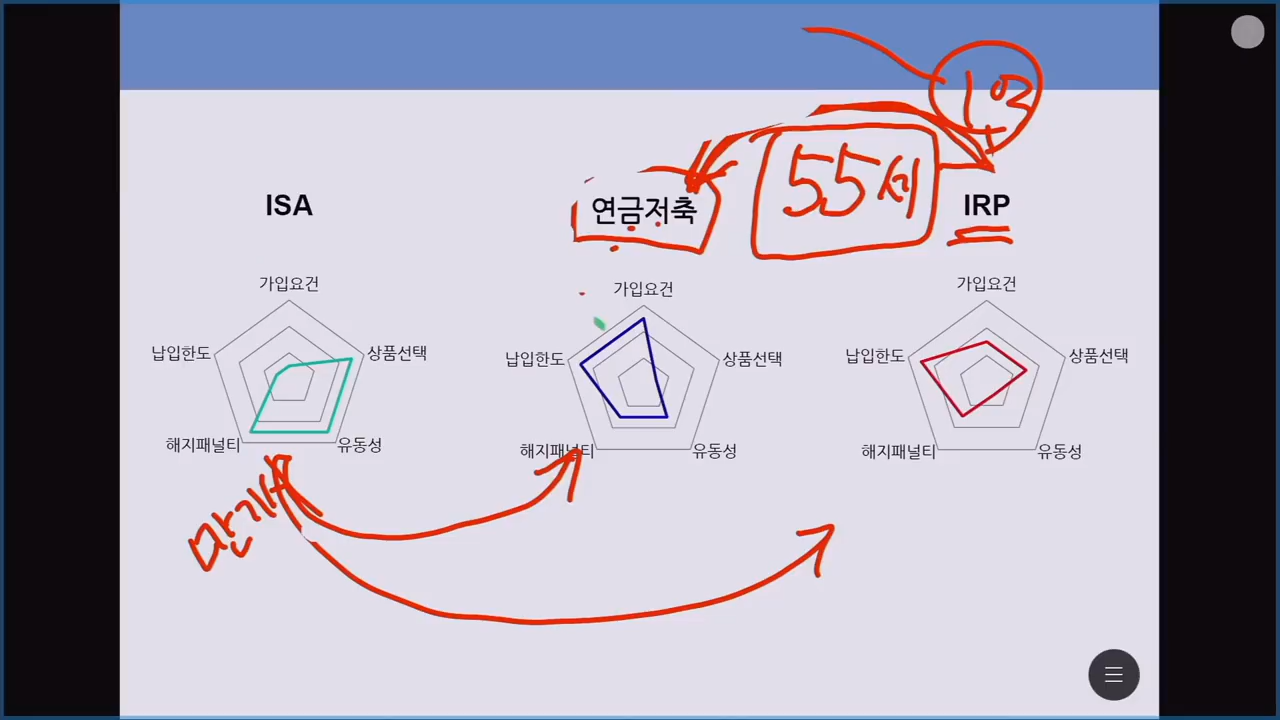 1억
55세
ISA
연금저축
IRP
가입요건
납입한도
상품선택
해지패널티
유동성
가입요건
납입한도
상품선택
해지패널티
유동성
가입요건
납입한도
상품선택
해지패널티
유동성
만기